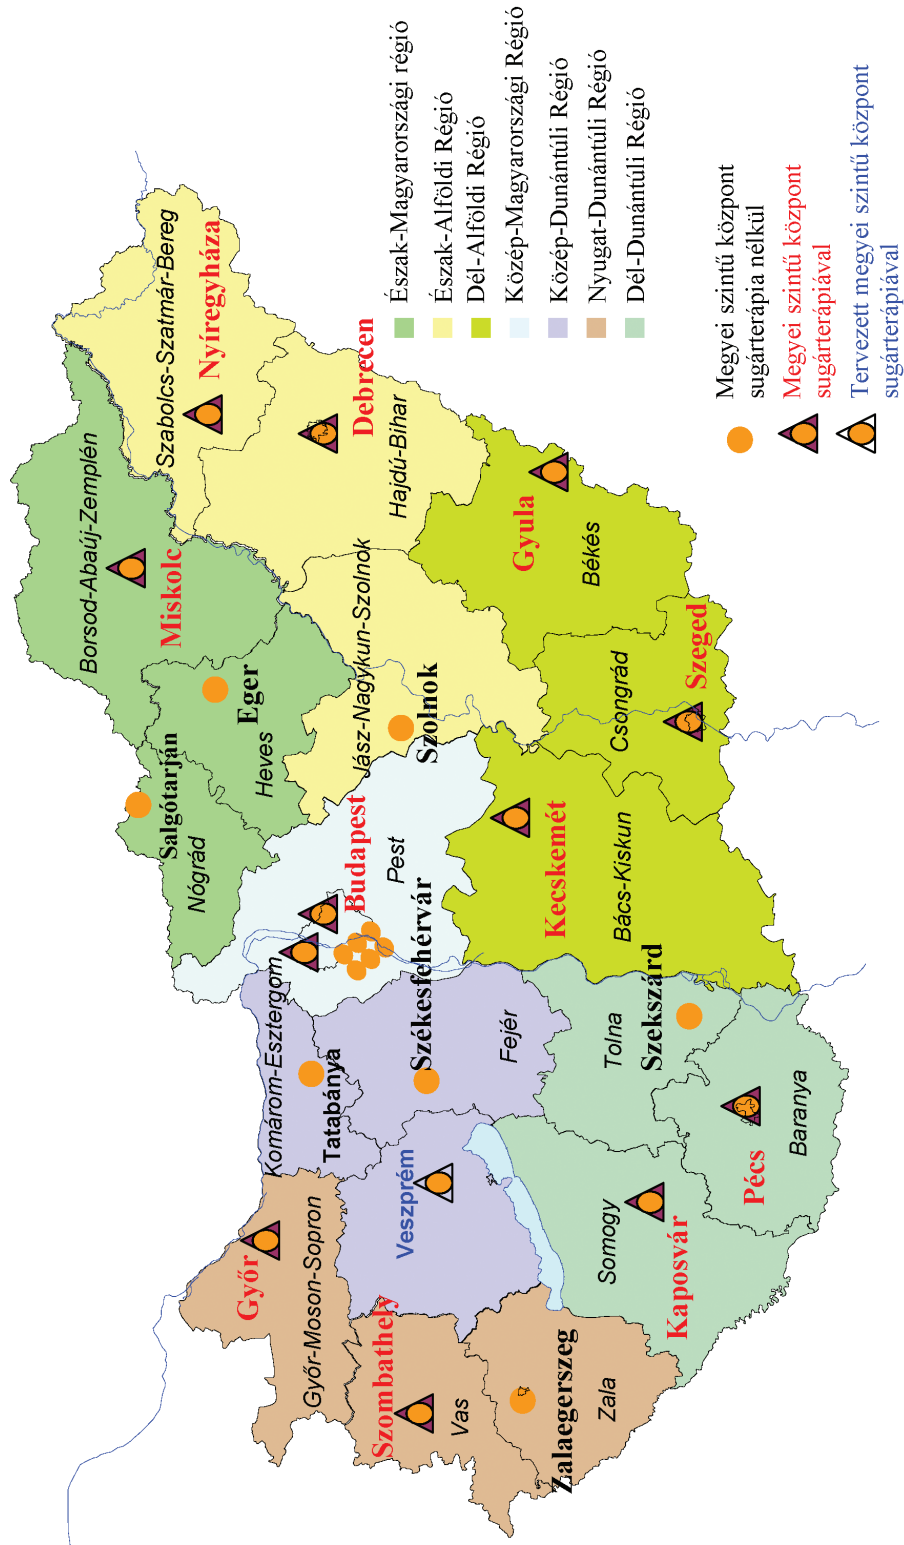 Borsod-Abaúj-Zemplén
Miskolc
Szabolcs-Szatmár-Bereg
Nyíregyháza
Salgótarján
Nógrád
Eger
Heves
Debrecen
Hajdú-Bihar
Győr
Győr-Moson-Sopron
Komárom-Esztergom
Tatabánya
Budapest
Pest
Jász-Nagykun-Szolnok
Szolnok
Szombathely
Vas
Veszprém
Székesfehérvár
Fejér
Gyula
Békés
Kecskemét
Bács-Kiskun
Zalaegerszeg
Zala
Somogy
Kaposvár
Tolna
Szekszárd
Csongrád
Szeged
Pécs
Baranya
Észak-Magyarországi régió
Észak-Alföldi Régió
Dél-Alföldi Régió
Közép-Magyarországi Régió
Közép-Dunántúli Régió
Nyugat-Dunántúli Régió
Dél-Dunántúli Régió
Megyei szintű központ
sugárterápia nélkül
Megyei szintű központ
sugárterápiával
Tervezett megyei szintű központ
sugárterápiával